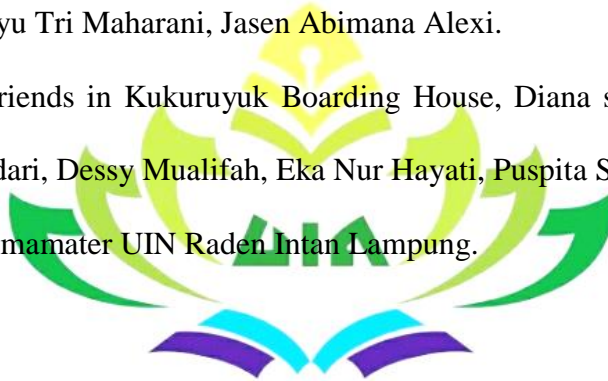 yu Tri Maharani, Jasen Abimana Alexi.
riends in Kukuruyuk Boarding House, Diana s
dari, Dessy Mualifah, Eka Nur Hayati, Puspita S
mamater UIN Raden Intan Lampung.
UIN